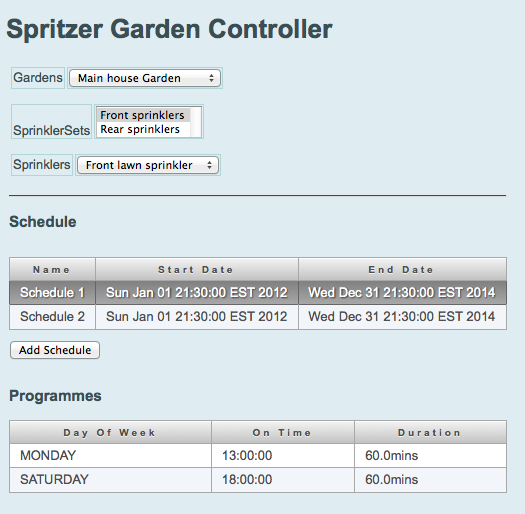 Spritzer Garden Controller
Gardens Main house Garden
Front sprinklers
SprinklerSets Rear sprinklers
Sprinklers Front lawn sprinkler
Schedule
Name Start Date End Date
Schedule 1 Sun Jan 01 21:30:00 EST 2012 Wed Dec 31 21:30:00 EST 2014
Schedule 2 Sun Jan 01 21:30:00 EST 2012 Wed Dec 31 21:30:00 EST 2014
Add Schedule
Programmes
Day Of Week On Time Duration
MONDAY 13:00:00 60.0mins
SATURDAY 18:00:00 60.0mins